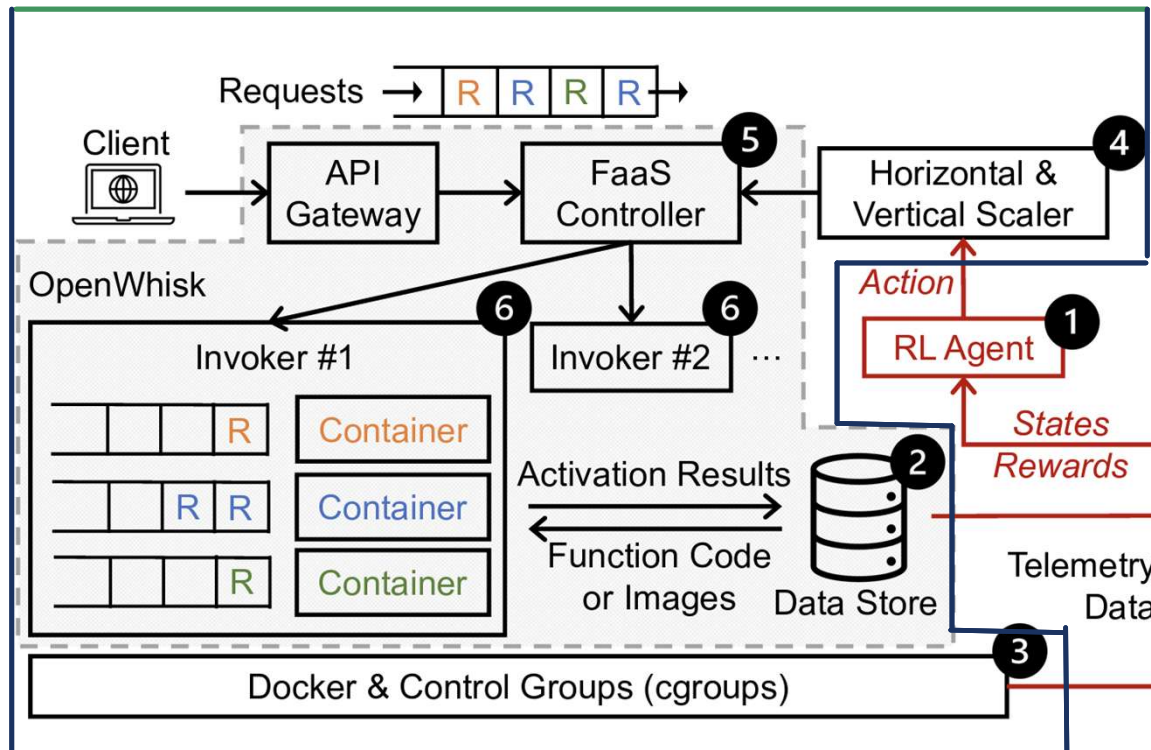 Requests
R R R R
Client
5
4
API
Gateway
FaaS
Controller
Horizontal &
Vertical Scaler
OpenWhisk
Action
6
6
1
Invoker #1
Invoker #2
...
RL Agent
R
Container
States
Rewards
R R
Container
Activation Results
2
R
Container
Function Code
or Images
Data Store
Telemetry
Data
3
Docker & Control Groups (cgroups)